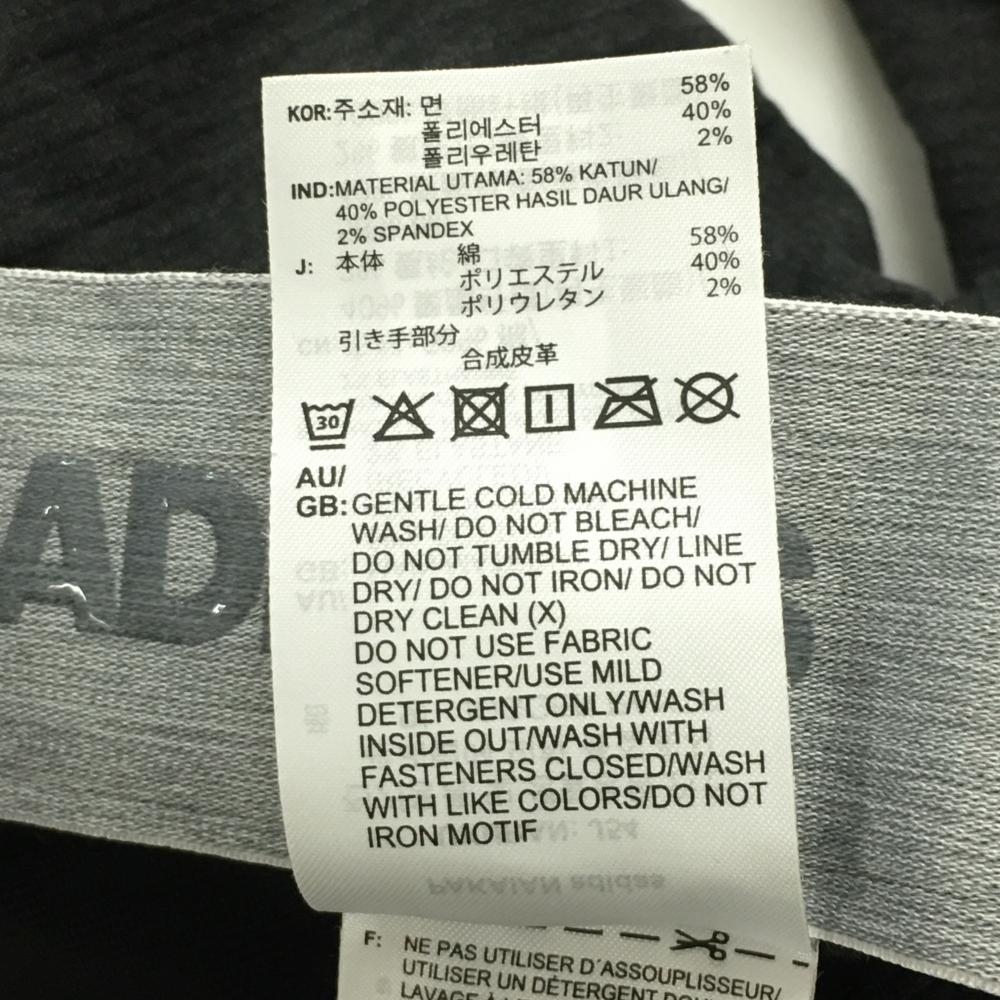 KOR:주소재: 면 58%
폴리에스터 40%
폴리우레탄 2%
IND:MATERIAL UTAMA: 58% KATUN/
40% POLYESTER HASIL DAUR ULANG/
2% SPANDEX
J: 本体 綿 58%
ポリエステル 40%
ポリウレタン 2%
引き手部分
合成皮革
30
AU/
GB:GENTLE COLD MACHINE
WASH/ DO NOT BLEACH/
DO NOT TUMBLE DRY/ LINE
DRY/ DO NOT IRON/ DO NOT
DRY CLEAN (X)
DO NOT USE FABRIC
SOFTENER/USE MILD
DETERGENT ONLY/WASH
INSIDE OUT/WASH WITH
FASTENERS CLOSED/WASH
WITH LIKE COLORS/DO NOT
IRON MOTIF
AD
S
PAKAIAN adidas
F: NE PAS UTILISER D'ASSOUPLISSEUR/
UTILISER UN DÉTERGENT
LAVAGE À